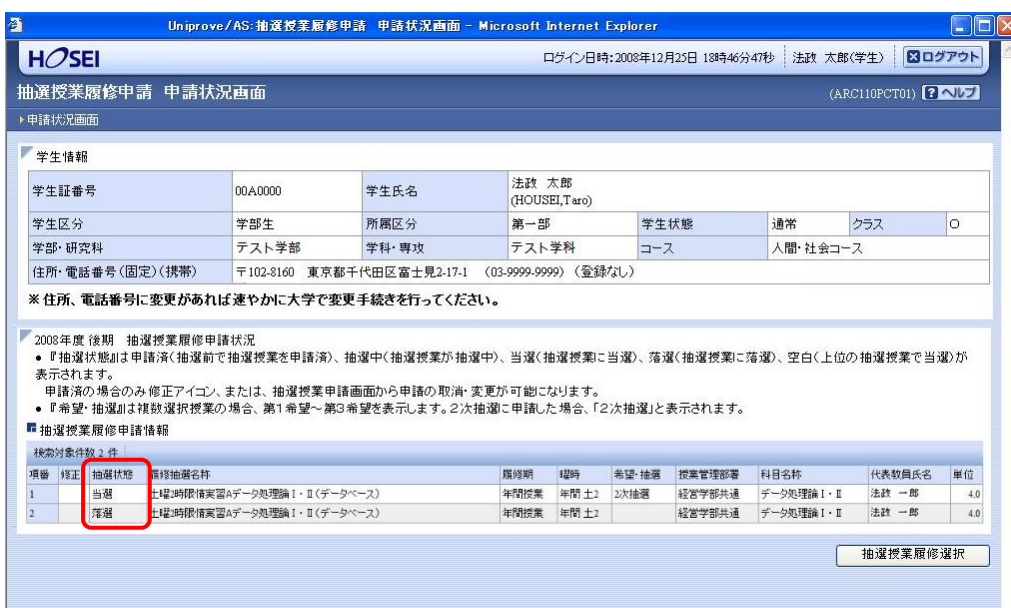 Uniprove/AS:抽選授業履修申請 申請状況画面 - Microsoft Internet Explorer
HOSEI
ログイン日時:2008年12月25日 18時46分47秒 法政 太郎(学生) ログアウト
抽選授業履修申請 申請状況画面 (ARC110PCT01) ? ヘルプ
申請状況画面
学生情報
学生証番号 00A0000 学生氏名 法政 太郎
(HOUSEI,Taro)
学生区分 学部生 所属区分 第一部 学生状態 通常 クラス O
学部・研究科 テスト学部 学科・専攻 テスト学科 コース 人間・社会コース
住所・電話番号(固定)(携帯) 〒102-8160 東京都千代田区富士見2-17-1 (03-9999-9999) (登録なし)
※住所、電話番号に変更があれば速やかに大学で変更手続きを行ってください。
2008年度 後期 抽選授業履修申請状況
● 『抽選状態』は申請済(抽選前で抽選授業を申請済)、抽選中(抽選授業が抽選中)、当選(抽選授業に当選)、落選(抽選授業に落選)、空白(上位の抽選授業で当選)が
表示されます。
申請済の場合のみ修正アイコン、または、抽選授業申請画面から申請の取消・変更が可能になります。
● 『希望・抽選』は複数選択授業の場合、第1希望～第3希望を表示します。2次抽選に申請した場合、「2次抽選」と表示されます。
抽選授業履修申請情報
検索対象件数 2 件
項番 修正 抽選状態 履修抽選名称 履修期 曜時 希望・抽選 授業管理部署 科目名称 代表教員氏名 単位
1 当選 土曜2時限情実習Aデータ処理論Ⅰ・Ⅱ(データベース) 年間授業 年間 土2 2次抽選 経営学部共通 データ処理論Ⅰ・Ⅱ 法政 一郎 4.0
2 落選 土曜2時限情実習Aデータ処理論Ⅰ・Ⅱ(データベース) 年間授業 年間 土2 経営学部共通 データ処理論Ⅰ・Ⅱ 法政 一郎 4.0
抽選授業履修選択